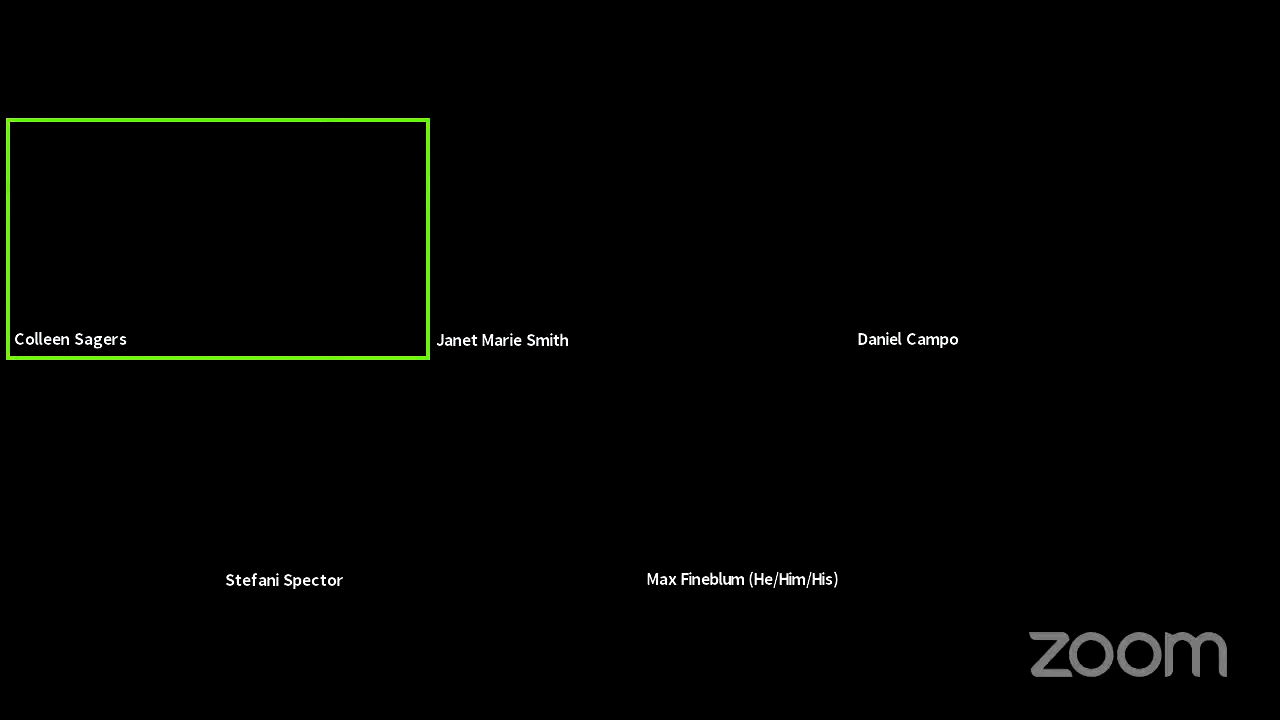 Colleen Sagers
Janet Marie Smith
Daniel Campo
Stefani Spector
Max Fineblum (He/Him/His)
zoom